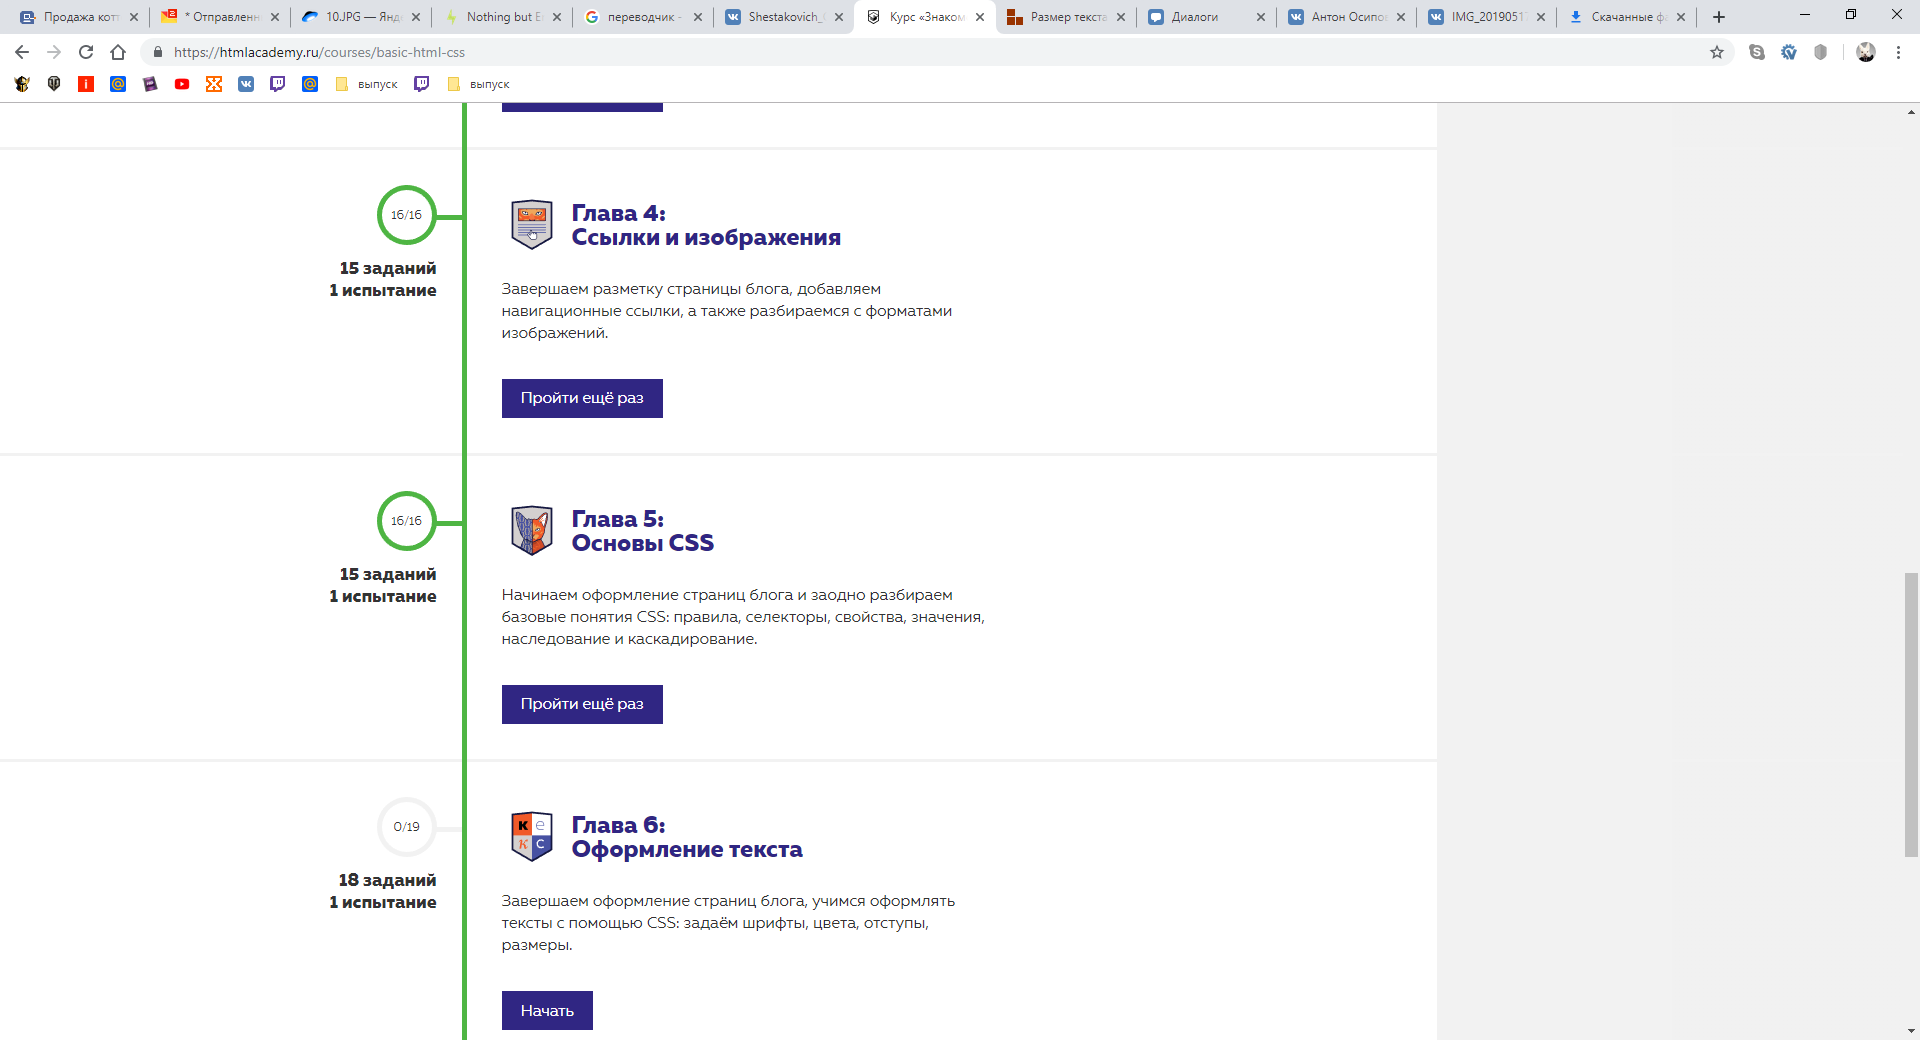 Продажа кот
* Отправленн
10.JPG — Янд
Nothing but E
переводчик -
Shestakovich_
Курс «Знаком
Размер текста
Диалоги
Антон Осипо
IMG_2019051
Скачанные ф
https://htmlacademy.ru/courses/basic-html-css
выпуск
выпуск
16/16
15 заданий
1 испытание
Глава 4:
Ссылки и изображения
Завершаем разметку страницы блога, добавляем
навигационные ссылки, а также разбираемся с форматами
изображений.
Пройти ещё раз
16/16
15 заданий
1 испытание
Глава 5:
Основы CSS
Начинаем оформление страниц блога и заодно разбираем
базовые понятия CSS: правила, селекторы, свойства, значения,
наследование и каскадирование.
Пройти ещё раз
0/19
18 заданий
1 испытание
к е
к с
Глава 6:
Оформление текста
Завершаем оформление страниц блога, учимся оформлять
тексты с помощью CSS: задаём шрифты, цвета, отступы,
размеры.
Начать